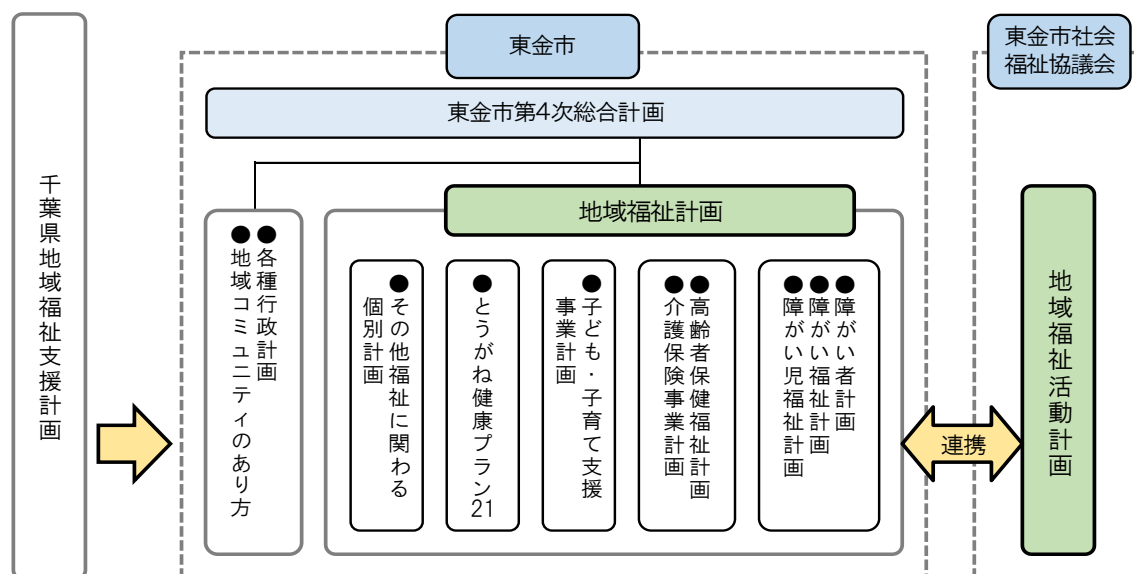 東金市
東金市社会
福祉協議会
東金市第4次総合計画
千葉県地域福祉支援計画
地域福祉計画
●各種行政計画
●地域コミュニティのあり方
●その他福祉に関わる
個別計画
●とうがね健康プラン21
●子ども・子育て支援
事業計画
●高齢者保健福祉計画
●介護保険事業計画
●障がい者計画
●障がい福祉計画
●障がい児福祉計画
連携
地域福祉活動計画